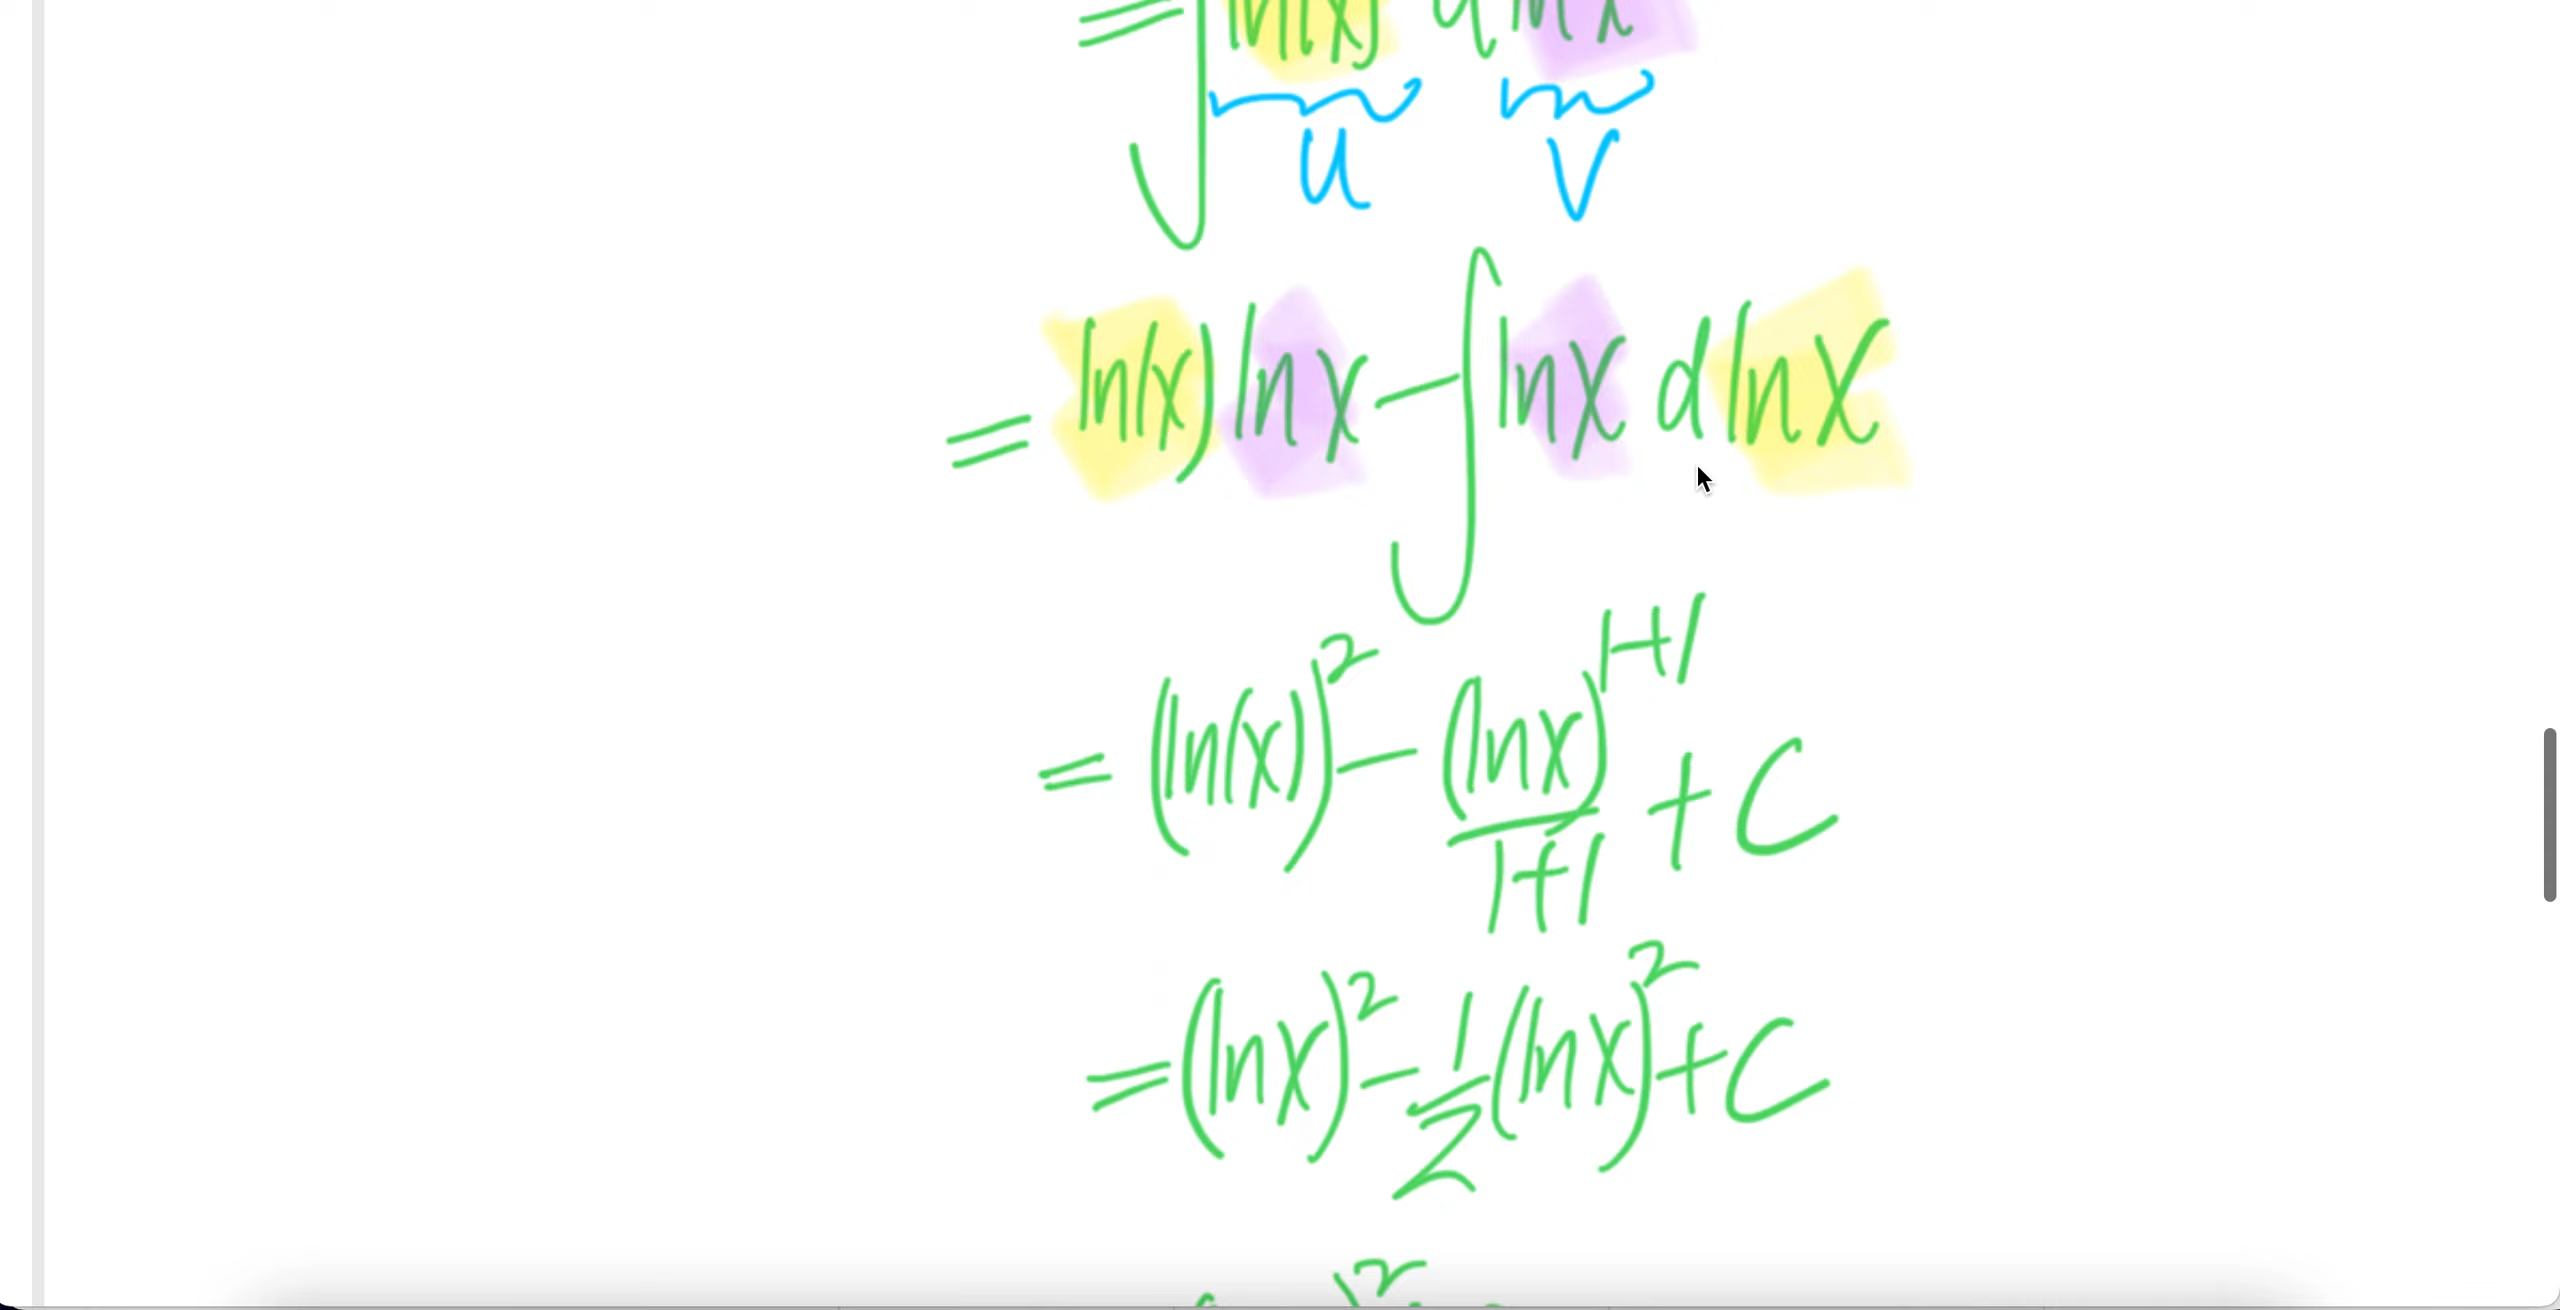 = ∫ ln(x) d ln x
u v
= ln(x) ln x - ∫ ln x d ln x
= (ln(x))² - (ln x)¹⁺¹ / 1+1 + C
= (ln x)² - 1/2 (ln x)² + C